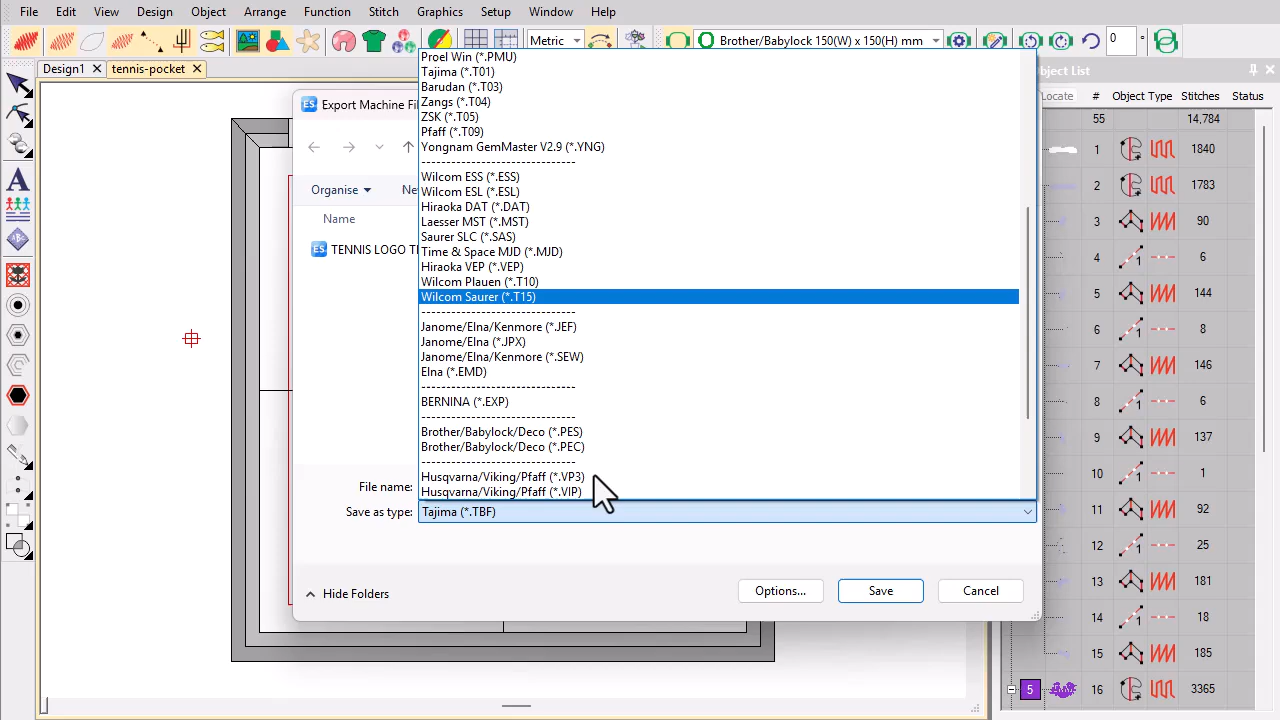 File Edit View Design Object Arrange Function Stitch Graphics Setup Window Help
Metric
Brother/Babylock 150(W) x 150(H) mm
0 °
Design1
tennis-pocket
Export Machine Fil
Organise
Ne
Name
TENNIS LOGO T
Proel Win (*.PMU)
Tajima (*.T01)
Barudan (*.T03)
Zangs (*.T04)
ZSK (*.T05)
Pfaff (*.T09)
Yongnam GemMaster V2.9 (*.YNG)
-------------------------------
Wilcom ESS (*.ESS)
Wilcom ESL (*.ESL)
Hiraoka DAT (*.DAT)
Laesser MST (*.MST)
Saurer SLC (*.SAS)
Time & Space MJD (*.MJD)
Hiraoka VEP (*.VEP)
Wilcom Plauen (*.T10)
Wilcom Saurer (*.T15)
-------------------------------
Janome/Elna/Kenmore (*.JEF)
Janome/Elna (*.JPX)
Janome/Elna/Kenmore (*.SEW)
Elna (*.EMD)
-------------------------------
BERNINA (*.EXP)
-------------------------------
Brother/Babylock/Deco (*.PES)
Brother/Babylock/Deco (*.PEC)
-------------------------------
Husqvarna/Viking/Pfaff (*.VP3)
Husqvarna/Viking/Pfaff (*.VIP)
File name:
Save as type: Tajima (*.TBF)
Hide Folders
Options... Save Cancel
bject List
Locate # Object Type Stitches Status
55 14,784
1 1840
2 1783
3 90
4 1 6
5 144
6 1 8
7 146
8 1 6
9 137
10 1 1
11 92
12 1 25
13 181
14 1 18
15 185
5 16 3365